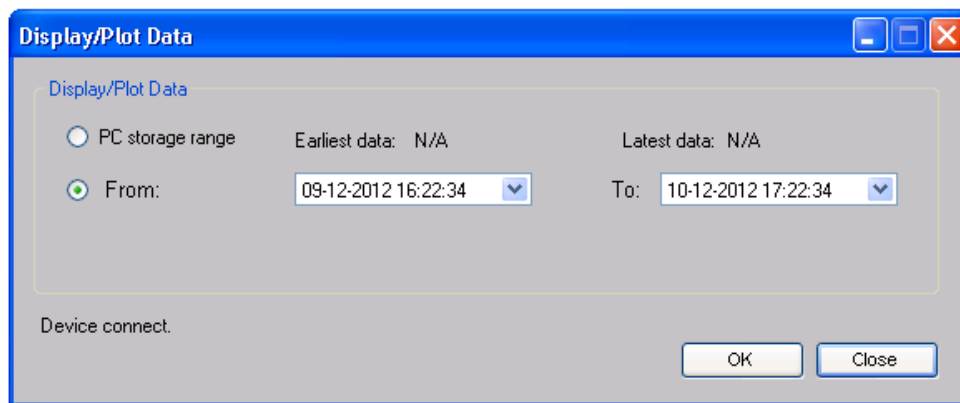 Display/Plot Data
Display/Plot Data
PC storage range Earliest data: N/A Latest data: N/A
From: 09-12-2012 16:22:34 To: 10-12-2012 17:22:34
Device connect.
OK Close